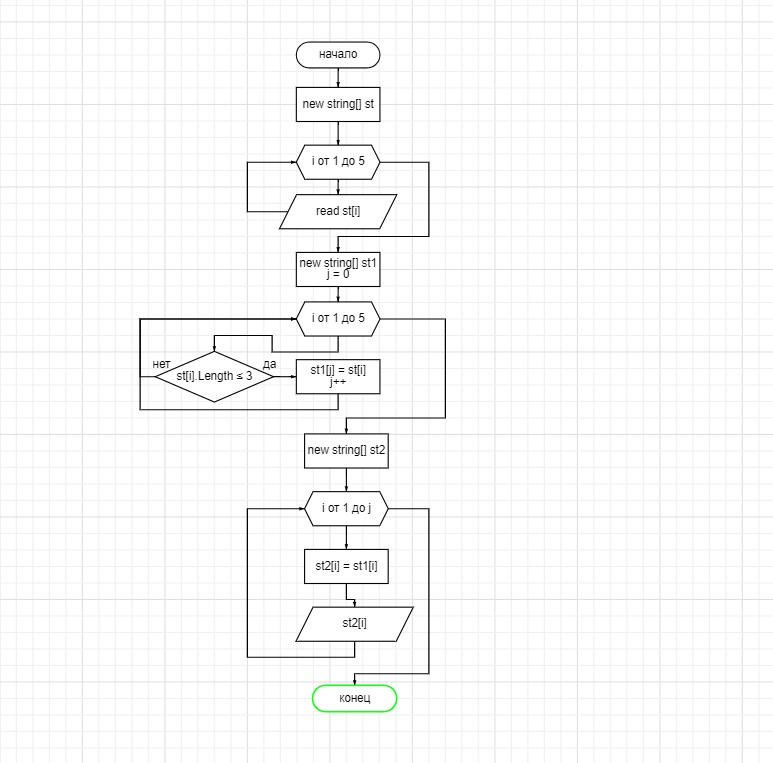 начало
new string[] st
i от 1 до 5
read st[i]
new string[] st1
j = 0
i от 1 до 5
нет
да
st[i].Length ≤ 3
st1[j] = st[i]
j++
new string[] st2
i от 1 до j
st2[i] = st1[i]
st2[i]
конец